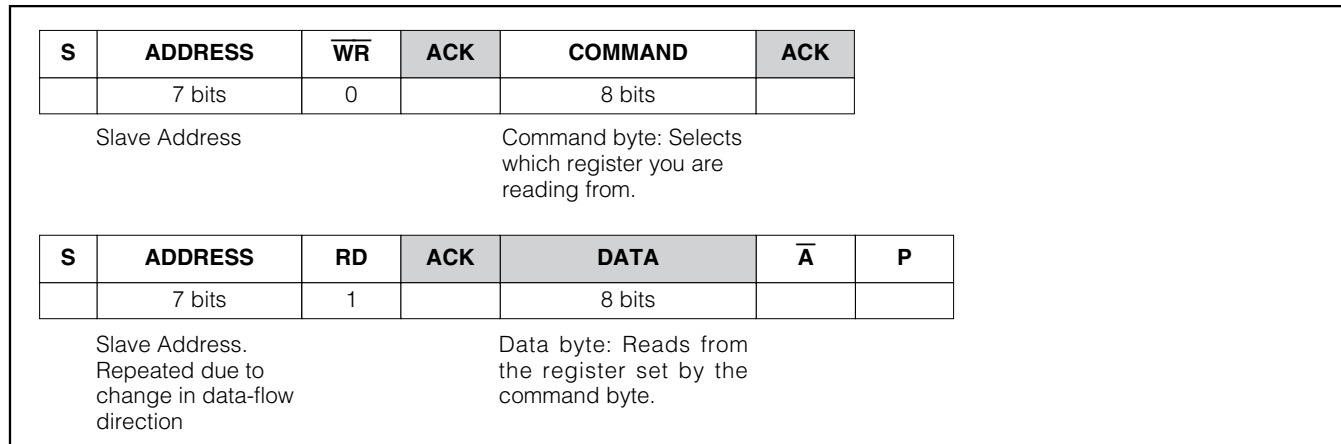 S ADDRESS W̅R̅ ACK COMMAND ACK
7 bits 0 8 bits
Slave Address
Command byte: Selects
which register you are
reading from.
S ADDRESS RD ACK DATA A̅ P
7 bits 1 8 bits
Slave Address.
Repeated due to
change in data-flow
direction
Data byte: Reads from
the register set by the
command byte.